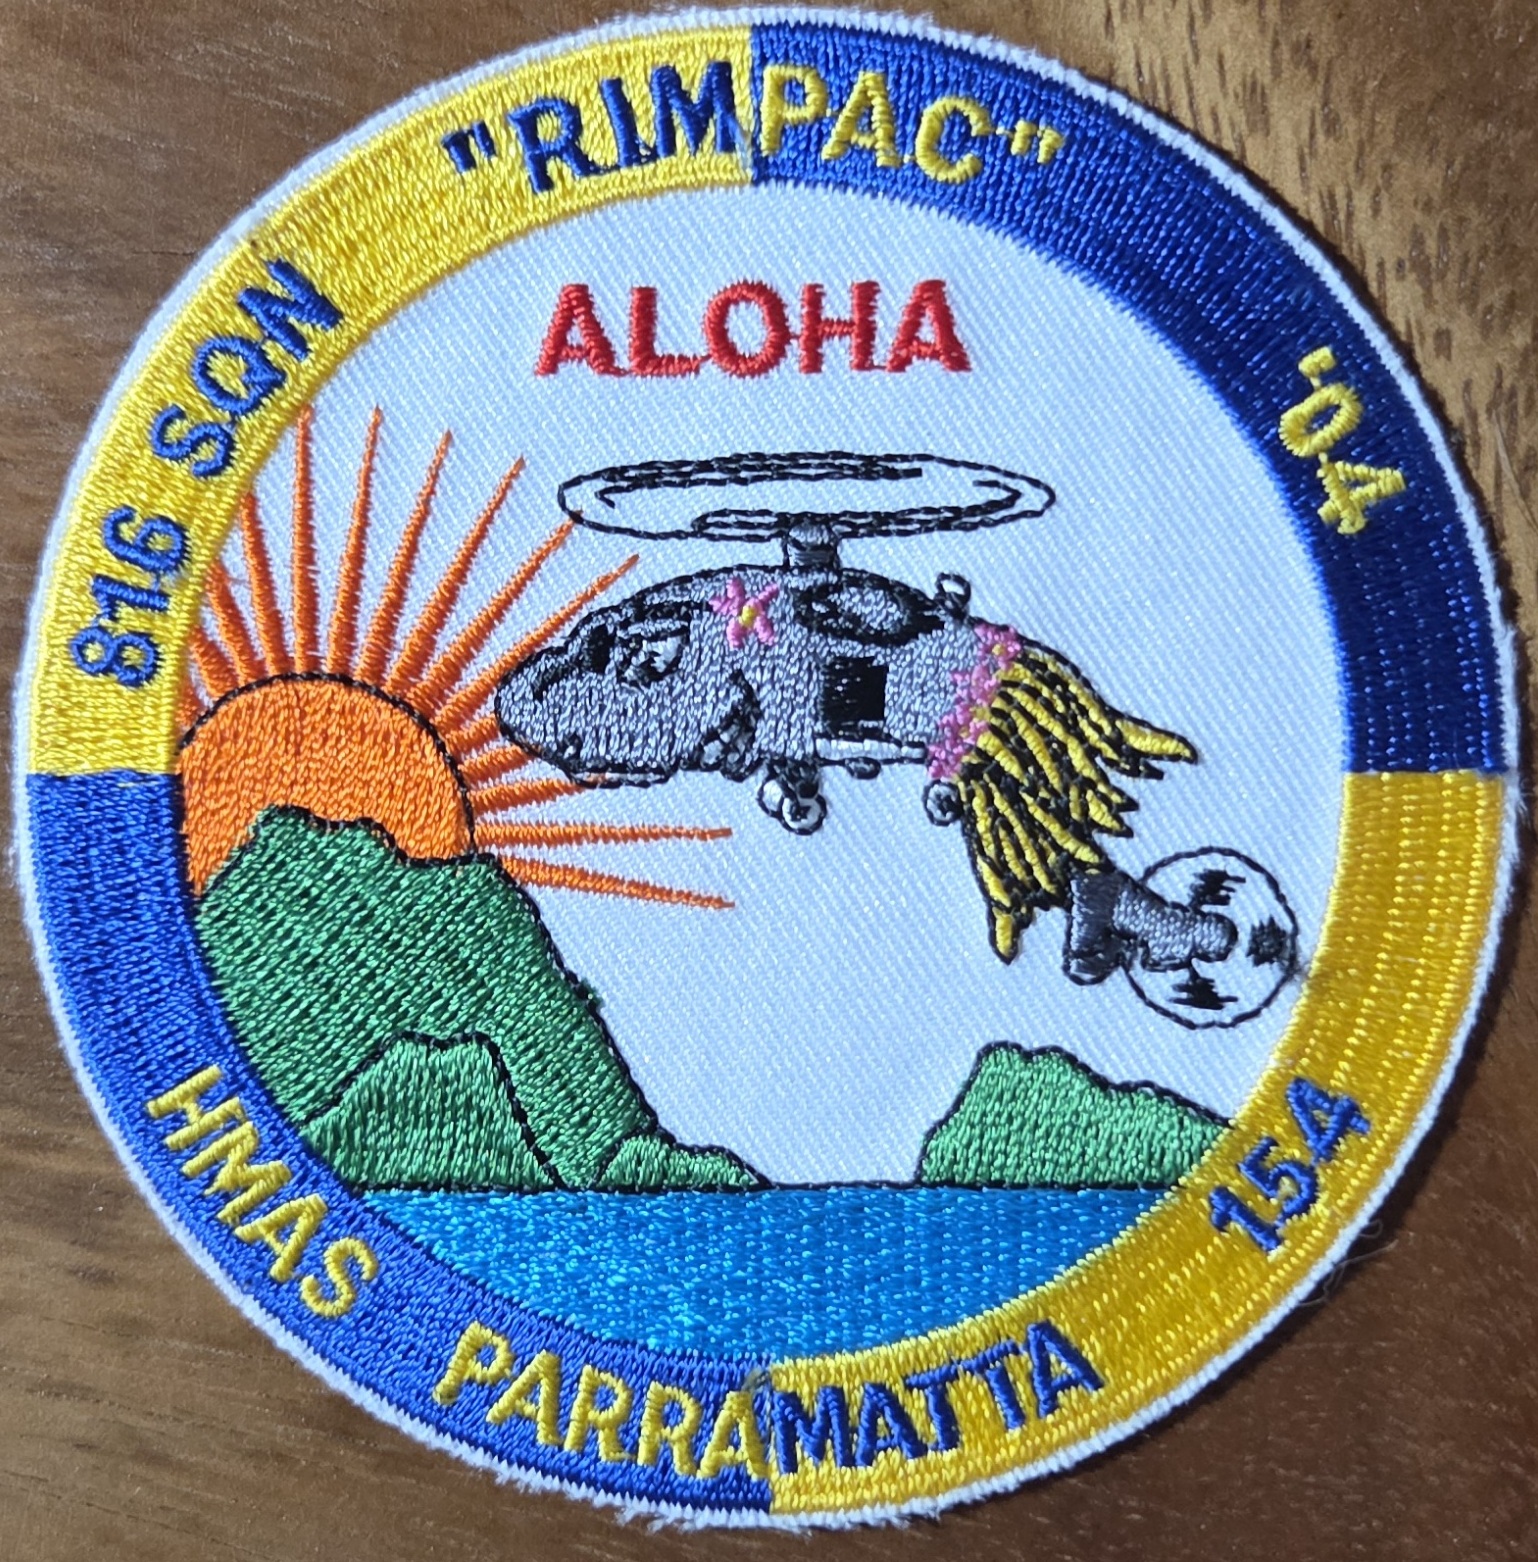 816 SQN "RIMPAC" '04
ALOHA
HMAS PARRAMATTA 154